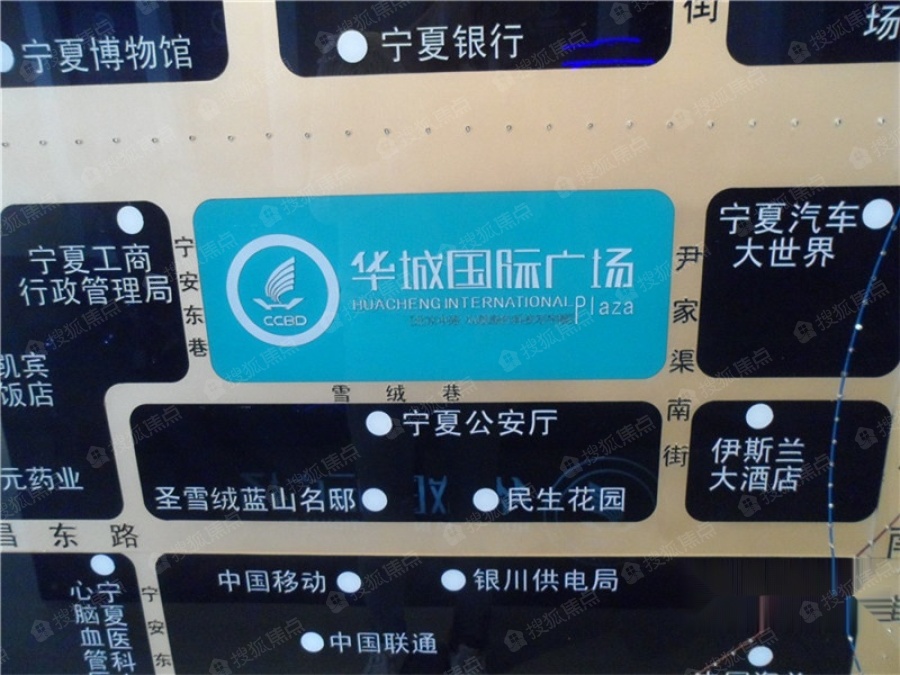 街
场
宁夏博物馆
宁夏银行
宁夏工商
行政管理局
宁安东巷
华城国际广场
HUACHENG INTERNATIONAL Plaza
CCBD
尹家渠南街
宁夏汽车
大世界
凯宾
饭店
雪绒巷
宁夏公安厅
伊斯兰
大酒店
元药业
圣雪绒蓝山名邸
民生花园
昌东路
中国移动
银川供电局
宁夏医科
心脑血管
宁安东
中国联通
搜狐焦点